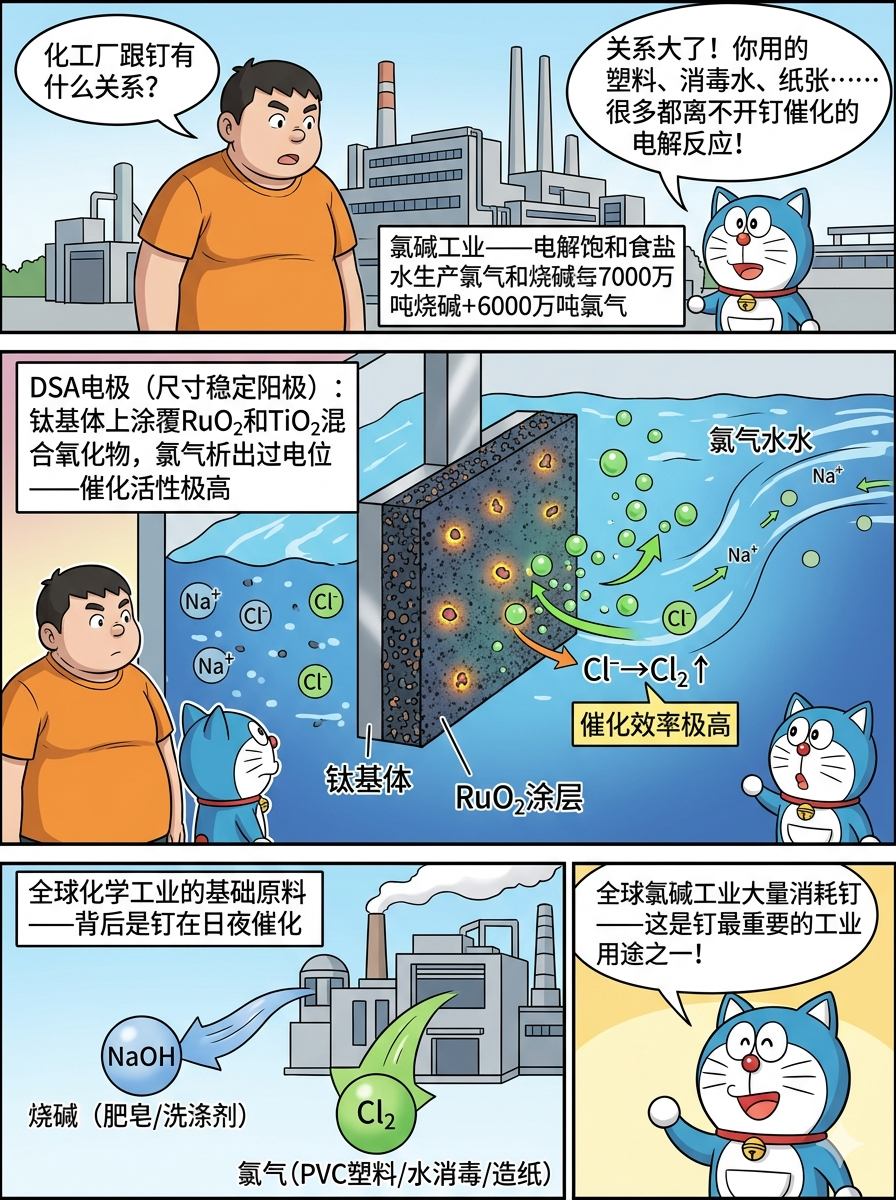 化工厂跟钌有
什么关系？
关系大了！你用的
塑料、消毒水、纸张……
很多都离不开钌催化的
电解反应！
氯碱工业——电解饱和食盐
水生产氯气和烧碱每7000万
吨烧碱+6000万吨氯气
DSA电极（尺寸稳定阳极）：
钛基体上涂覆RuO₂和TiO₂混
合氧化物，氯气析出过电位
——催化活性极高
氯气水水
Na⁺
Na⁺
Na⁺
Cl⁻
Cl⁻
Na⁺
Cl⁻
Cl⁻
Cl⁻→Cl₂↑
催化效率极高
钛基体
RuO₂涂层
全球化学工业的基础原料
——背后是钌在日夜催化
NaOH
烧碱（肥皂/洗涤剂）
Cl₂
氯气（PVC塑料/水消毒/造纸）
全球氯碱工业大量消耗钌
——这是钌最重要的工业
用途之一！